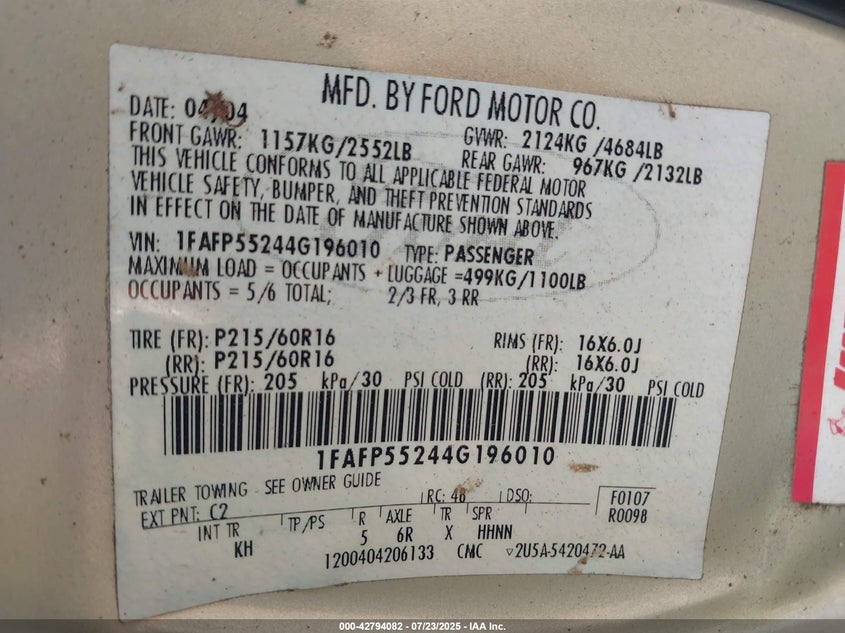 MFD. BY FORD MOTOR CO.
DATE: 04/04
GVWR: 2124KG /4684LB
FRONT GAWR: 1157KG/2552LB
REAR GAWR: 967KG /2132LB
THIS VEHICLE CONFORMS TO ALL APPLICABLE FEDERAL MOTOR
VEHICLE SAFETY, BUMPER, AND THEFT PREVENTION STANDARDS
IN EFFECT ON THE DATE OF MANUFACTURE SHOWN ABOVE.
VIN: 1FAFP55244G196010 TYPE: PASSENGER
MAXIMUM LOAD = OCCUPANTS + LUGGAGE =499KG/1100LB
OCCUPANTS = 5/6 TOTAL; 2/3 FR, 3 RR
TIRE (FR): P215/60R16 RIMS (FR): 16X6.0J
(RR): P215/60R16 (RR): 16X6.0J
PRESSURE (FR): 205 kPa/30 PSI COLD (RR): 205 kPa/30 PSI COLD
1FAFP55244G196010
TRAILER TOWING - SEE OWNER GUIDE
EXT PNT: C2 RC: 48 DSO: F0107
R0098
INT TR TP/PS R AXLE TR SPR
KH 5 6R X HHNN
1200404206133 CMC 2U5A-5420472-AA
000-42794082 - 07/23/2025 - IAA Inc.